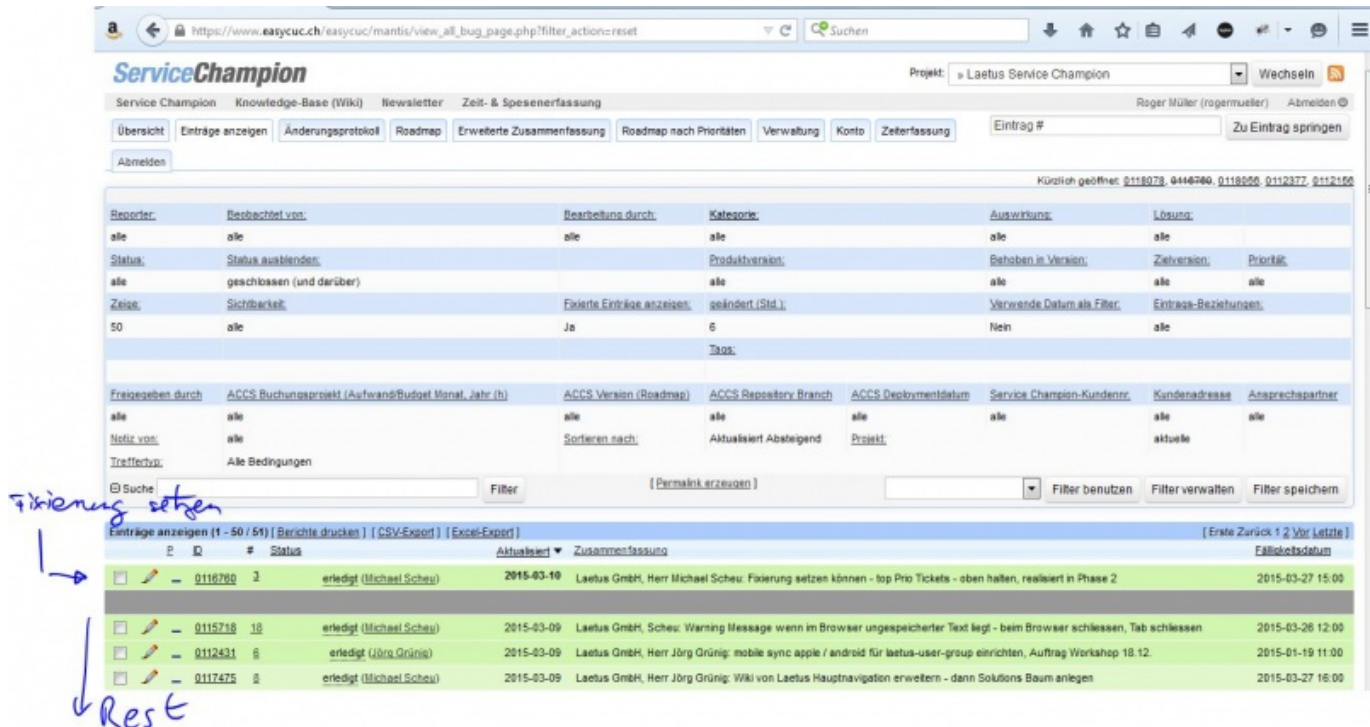 https://www.easycuc.ch/easycuc/mantis/view_all_bug_page.php?filter_action=reset Suchen
ServiceChampion Projekt: » Laetus Service Champion Wechseln
Service Champion Knowledge-Base (Wiki) Newsletter Zeit- & Spesenerfassung Roger Müller (rogermueller) Abmelden
Übersicht Einträge anzeigen Änderungsprotokoll Roadmap Erweiterte Zusammenfassung Roadmap nach Prioritäten Verwaltung Konto Zeiterfassung Eintrag # Zu Eintrag springen
Abmelden
Kürzlich geöffnet: 0118078, 0116760, 0118056, 0112377, 0112156
Reporter: Beobachtet von: Bearbeitung durch: Kategorie: Auswirkung: Lösung:
alle alle alle alle alle alle
Status: Status ausblenden: Produktversion: Behoben in Version: Zielversion: Priorität:
alle geschlossen (und darüber) alle alle alle alle
Zeige: Sichtbarkeit: Fixierte Einträge anzeigen: geändert (Std.): Verwende Datum als Filter: Eintrags-Beziehungen:
50 alle Ja 6 Nein alle
Tags:
Freigegeben durch ACCS Buchungsprojekt (Aufwand/Budget Monat, Jahr (h) ACCS Version (Roadmap) ACCS Repository Branch ACCS Deploymentdatum Service Champion-Kundennr. Kundenadresse Ansprechspartner
alle alle alle alle alle alle alle alle
Notiz von: alle Sortieren nach: Aktualisiert Absteigend Projekt: aktuelle
Treffertyp: Alle Bedingungen
Suche Filter [ Permalink erzeugen ] Filter benutzen Filter verwalten Filter speichern
Fixierung setzen
Einträge anzeigen (1 - 50 / 51) [ Berichte drucken ] [ CSV-Export ] [ Excel-Export ] [ Erste Zurück 1 2 Vor Letzte ]
P ID # Status Aktualisiert Zusammenfassung Fälligkeitsdatum
0116760 3 erledigt (Michael Scheu) 2015-03-10 Laetus GmbH, Herr Michael Scheu: Fixierung setzen können - top Prio Tickets - oben halten, realisiert in Phase 2 2015-03-27 15:00
0115718 18 erledigt (Michael Scheu) 2015-03-09 Laetus GmbH, Scheu: Warning Message wenn im Browser ungespeicherter Text liegt - beim Browser schliessen, Tab schliessen 2015-03-26 12:00
0112431 6 erledigt (Jörg Grünig) 2015-03-09 Laetus GmbH, Herr Jörg Grünig: mobile sync apple / android für laetus-user-group einrichten, Auftrag Workshop 18.12. 2015-01-19 11:00
0117475 8 erledigt (Michael Scheu) 2015-03-09 Laetus GmbH, Herr Jörg Grünig: Wiki von Laetus Hauptnavigation erweitern - dann Solutions Baum anlegen 2015-03-27 16:00
Rest